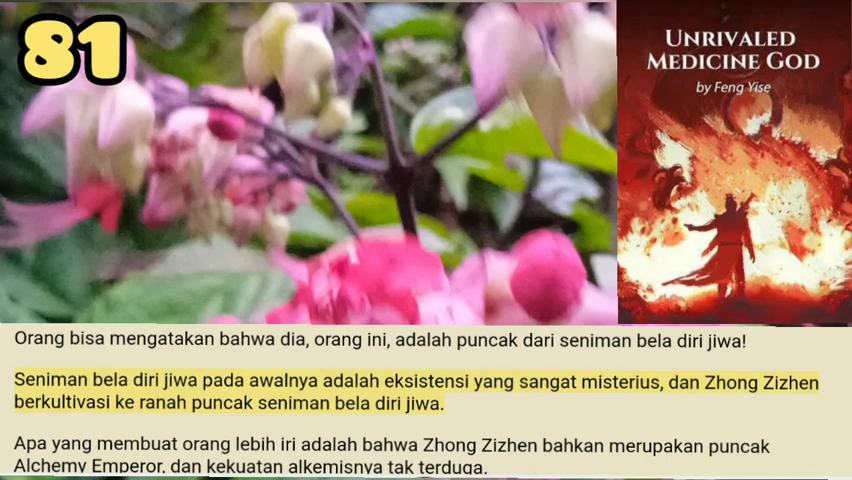 81
UNRIVALED
MEDICINE GOD
by Feng Yise
Orang bisa mengatakan bahwa dia, orang ini, adalah puncak dari seniman bela diri jiwa!
Seniman bela diri jiwa pada awalnya adalah eksistensi yang sangat misterius, dan Zhong Zizhen
berkultivasi ke ranah puncak seniman bela diri jiwa.
Apa yang membuat orang lebih iri adalah bahwa Zhong Zizhen bahkan merupakan puncak
Alchemy Emperor, dan kekuatan alkemisnya tak terduga.